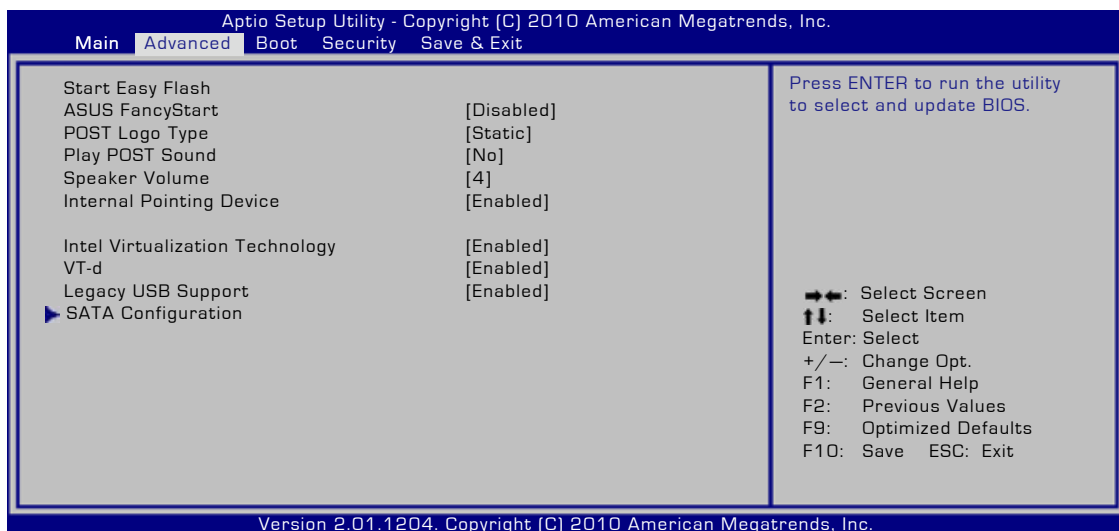 Aptio Setup Utility - Copyright (C) 2010 American Megatrends, Inc.
Main Advanced Boot Security Save & Exit
Start Easy Flash
ASUS FancyStart [Disabled]
POST Logo Type [Static]
Play POST Sound [No]
Speaker Volume [4]
Internal Pointing Device [Enabled]
Intel Virtualization Technology [Enabled]
VT-d [Enabled]
Legacy USB Support [Enabled]
SATA Configuration
Press ENTER to run the utility
to select and update BIOS.
→←: Select Screen
↑↓: Select Item
Enter: Select
+/—: Change Opt.
F1: General Help
F2: Previous Values
F9: Optimized Defaults
F10: Save ESC: Exit
Version 2.01.1204. Copyright (C) 2010 American Megatrends, Inc.